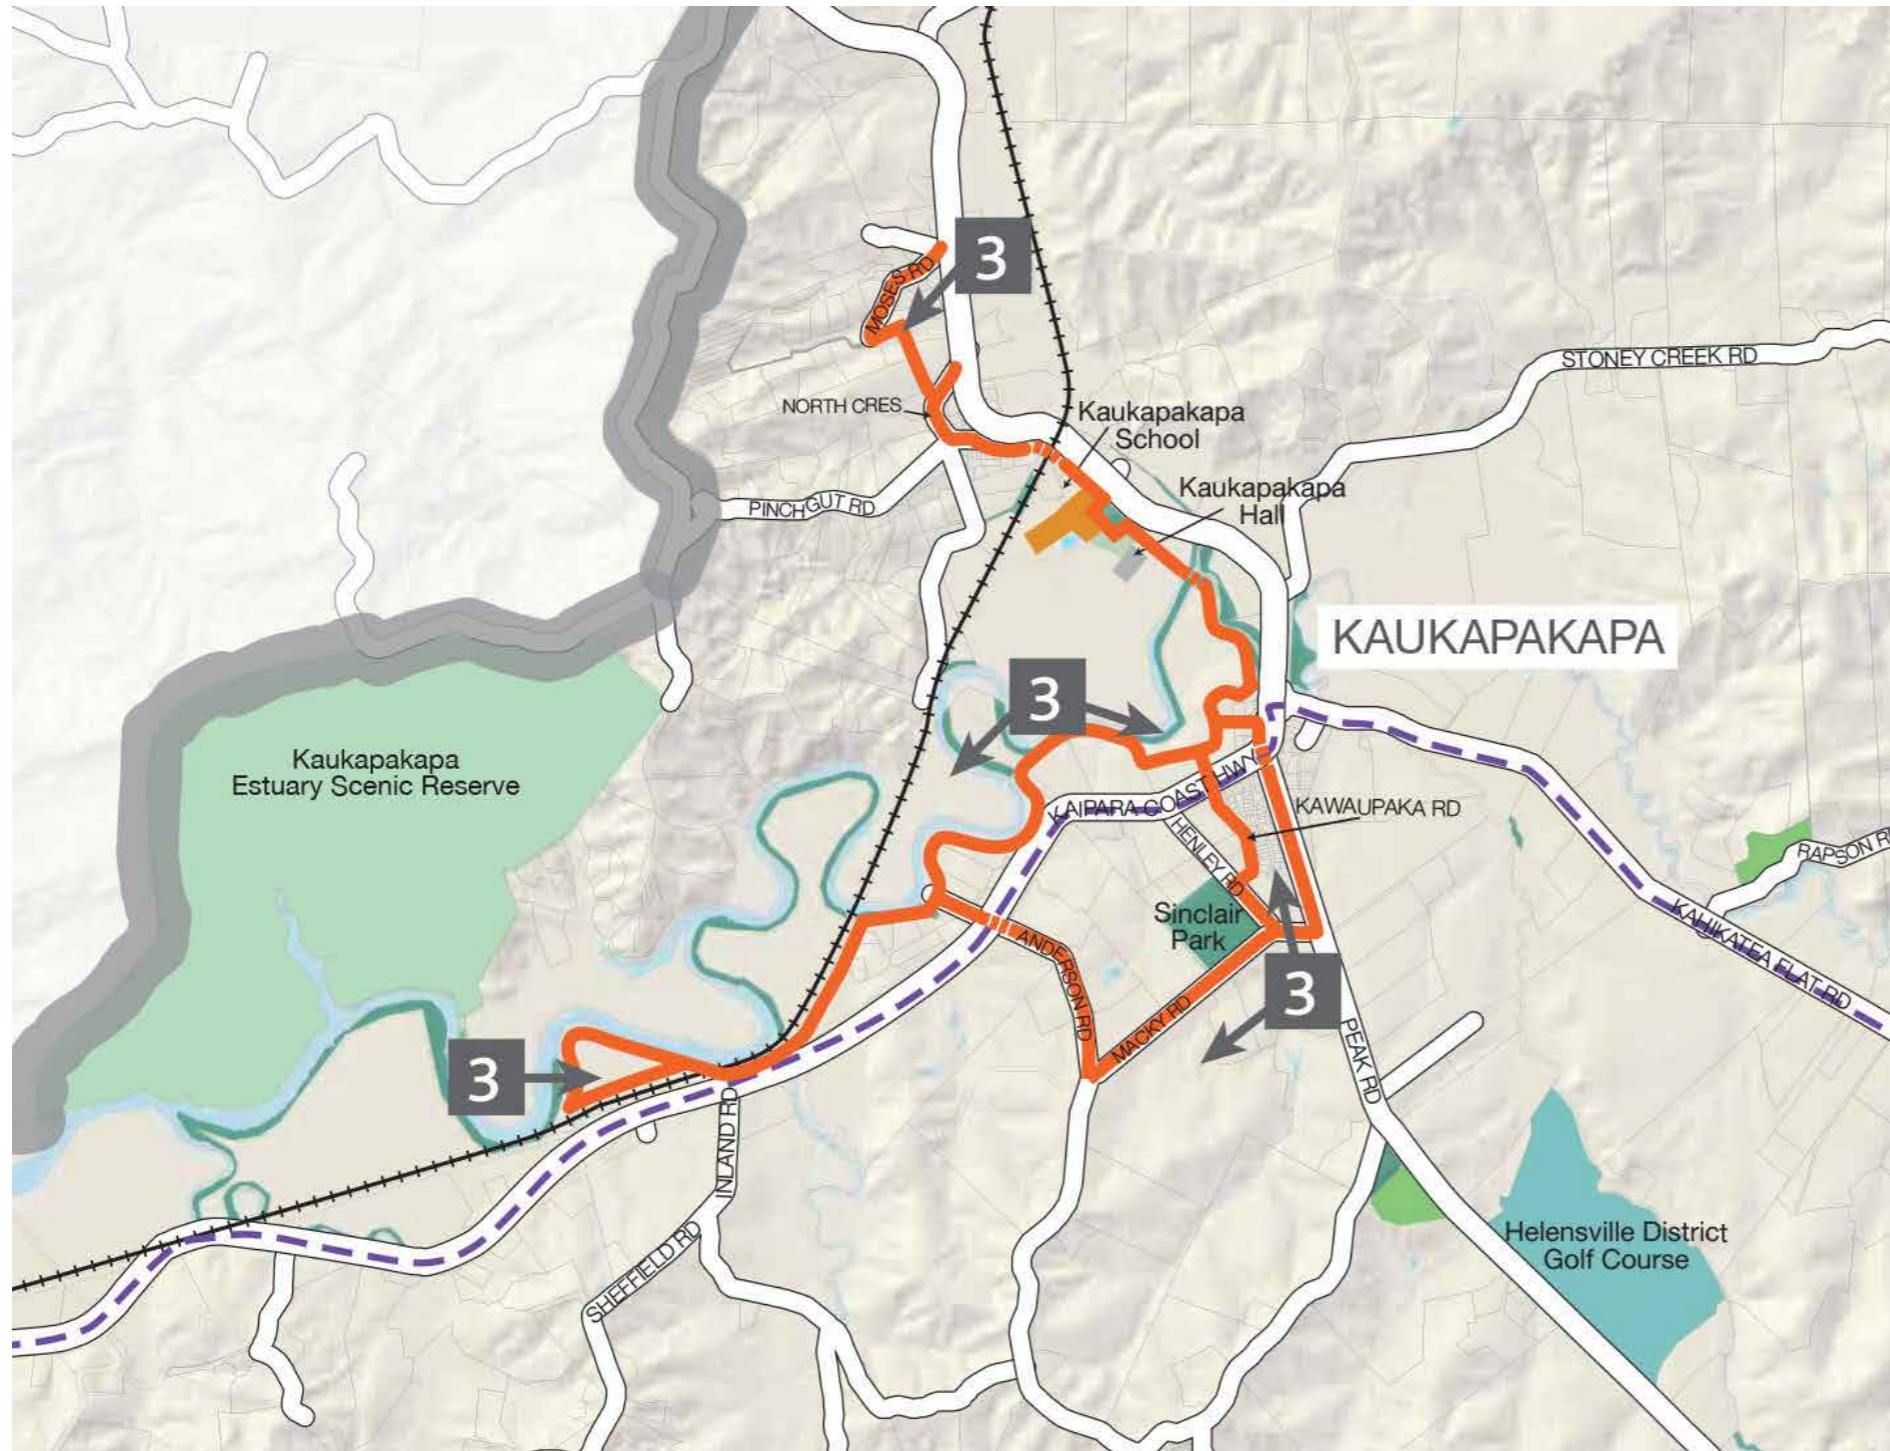 3
MOSES RD
STONEY CREEK RD
NORTH CRES
Kaukapakapa
School
PINCHGUT RD
Kaukapakapa
Hall
KAUKAPAKAPA
3
Kaukapakapa
Estuary Scenic Reserve
KAIPARA COAST HWY
KAWAUPAKA RD
HENLEY RD
RAPSON R
Sinclair
Park
KAHIKATEA FLAT RD
ANDERSON RD
3
MACKY RD
PEAK RD
3
INLAND RD
SHEFFIELD RD
Helensville District
Golf Course